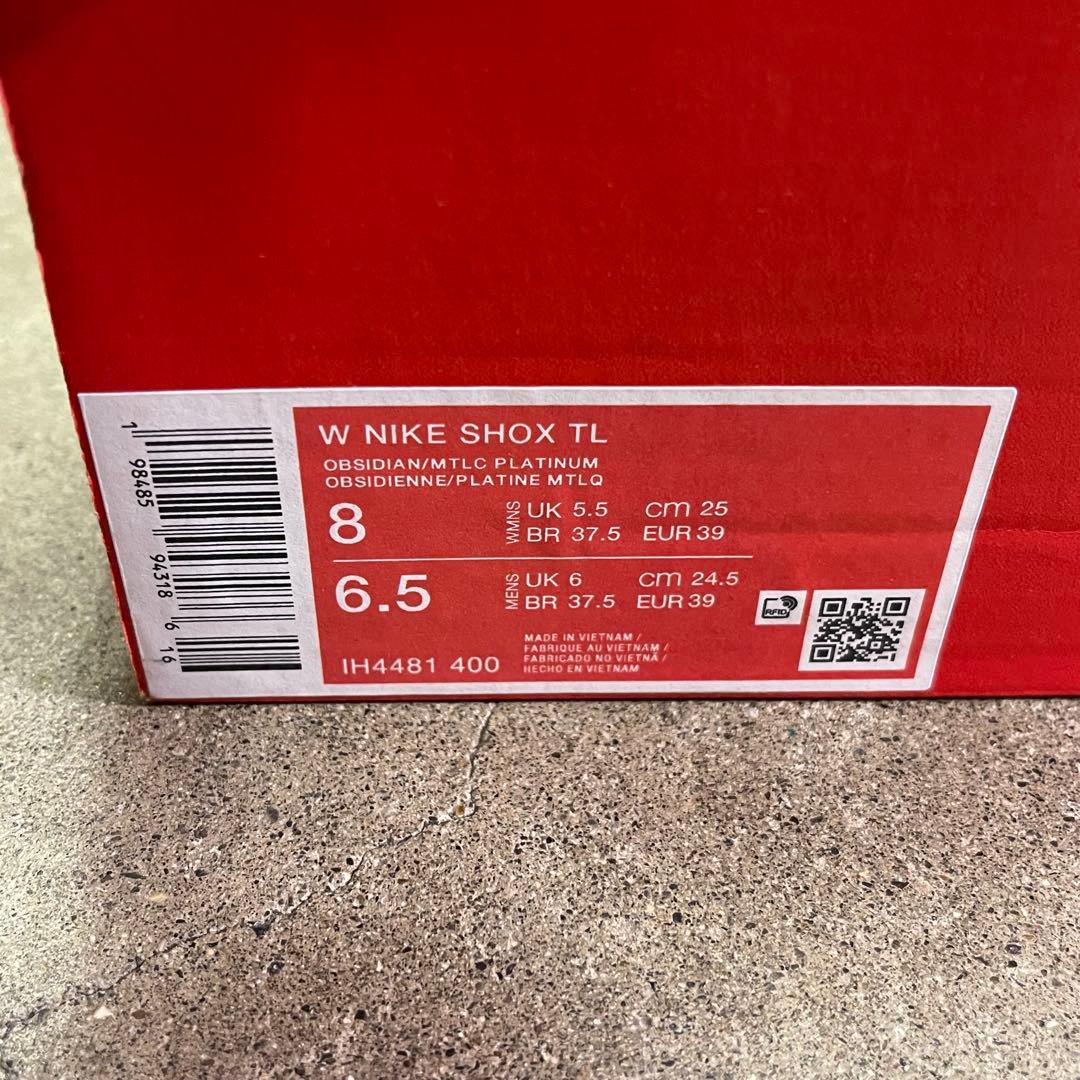 W NIKE SHOX TL
OBSIDIAN/MTLC PLATINUM
OBSIDIENNE/PLATINE MTLQ
8
WMNS
UK 5.5 cm 25
BR 37.5 EUR 39
6.5
MENS
UK 6 cm 24.5
BR 37.5 EUR 39
RFID
MADE IN VIETNAM /
FABRIQUE AU VIETNAM /
FABRICADO NO VIETNÃ /
HECHO EN VIETNAM
IH4481 400
1 98485 94318 6 16